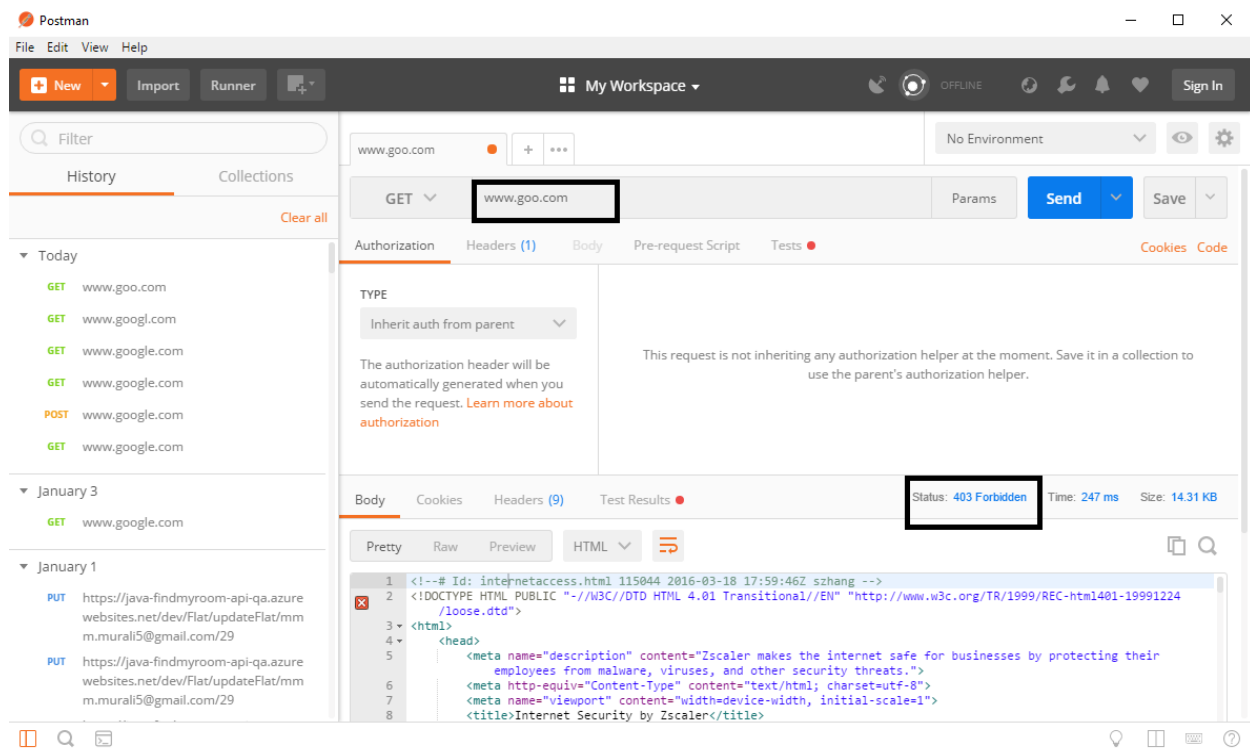 Postman
File Edit View Help
New Import Runner My Workspace OFFLINE Sign In
Filter
History Collections
Clear all
Today
GET www.goo.com
GET www.googl.com
GET www.google.com
GET www.google.com
POST www.google.com
GET www.google.com
January 3
GET www.google.com
January 1
PUT https://java-findmyroom-api-qa.azure
websites.net/dev/Flat/updateFlat/mm
m.murali5@gmail.com/29
PUT https://java-findmyroom-api-qa.azure
websites.net/dev/Flat/updateFlat/mm
m.murali5@gmail.com/29
www.goo.com + ••• No Environment
GET www.goo.com Params Send Save
Authorization Headers (1) Body Pre-request Script Tests Cookies Code
TYPE
Inherit auth from parent
The authorization header will be
automatically generated when you
send the request. Learn more about
authorization
This request is not inheriting any authorization helper at the moment. Save it in a collection to
use the parent's authorization helper.
Body Cookies Headers (9) Test Results Status: 403 Forbidden Time: 247 ms Size: 14.31 KB
Pretty Raw Preview HTML
1 <!--# Id: internetaccess.html 115044 2016-03-18 17:59:46Z szhang -->
2 <!DOCTYPE HTML PUBLIC "-//W3C//DTD HTML 4.01 Transitional//EN" "http://www.w3c.org/TR/1999/REC-html401-19991224
/loose.dtd">
3 <html>
4 <head>
5 <meta name="description" content="Zscaler makes the internet safe for businesses by protecting their
employees from malware, viruses, and other security threats.">
6 <meta http-equiv="Content-Type" content="text/html; charset=utf-8">
7 <meta name="viewport" content="width=device-width, initial-scale=1">
8 <title>Internet Security by Zscaler</title>